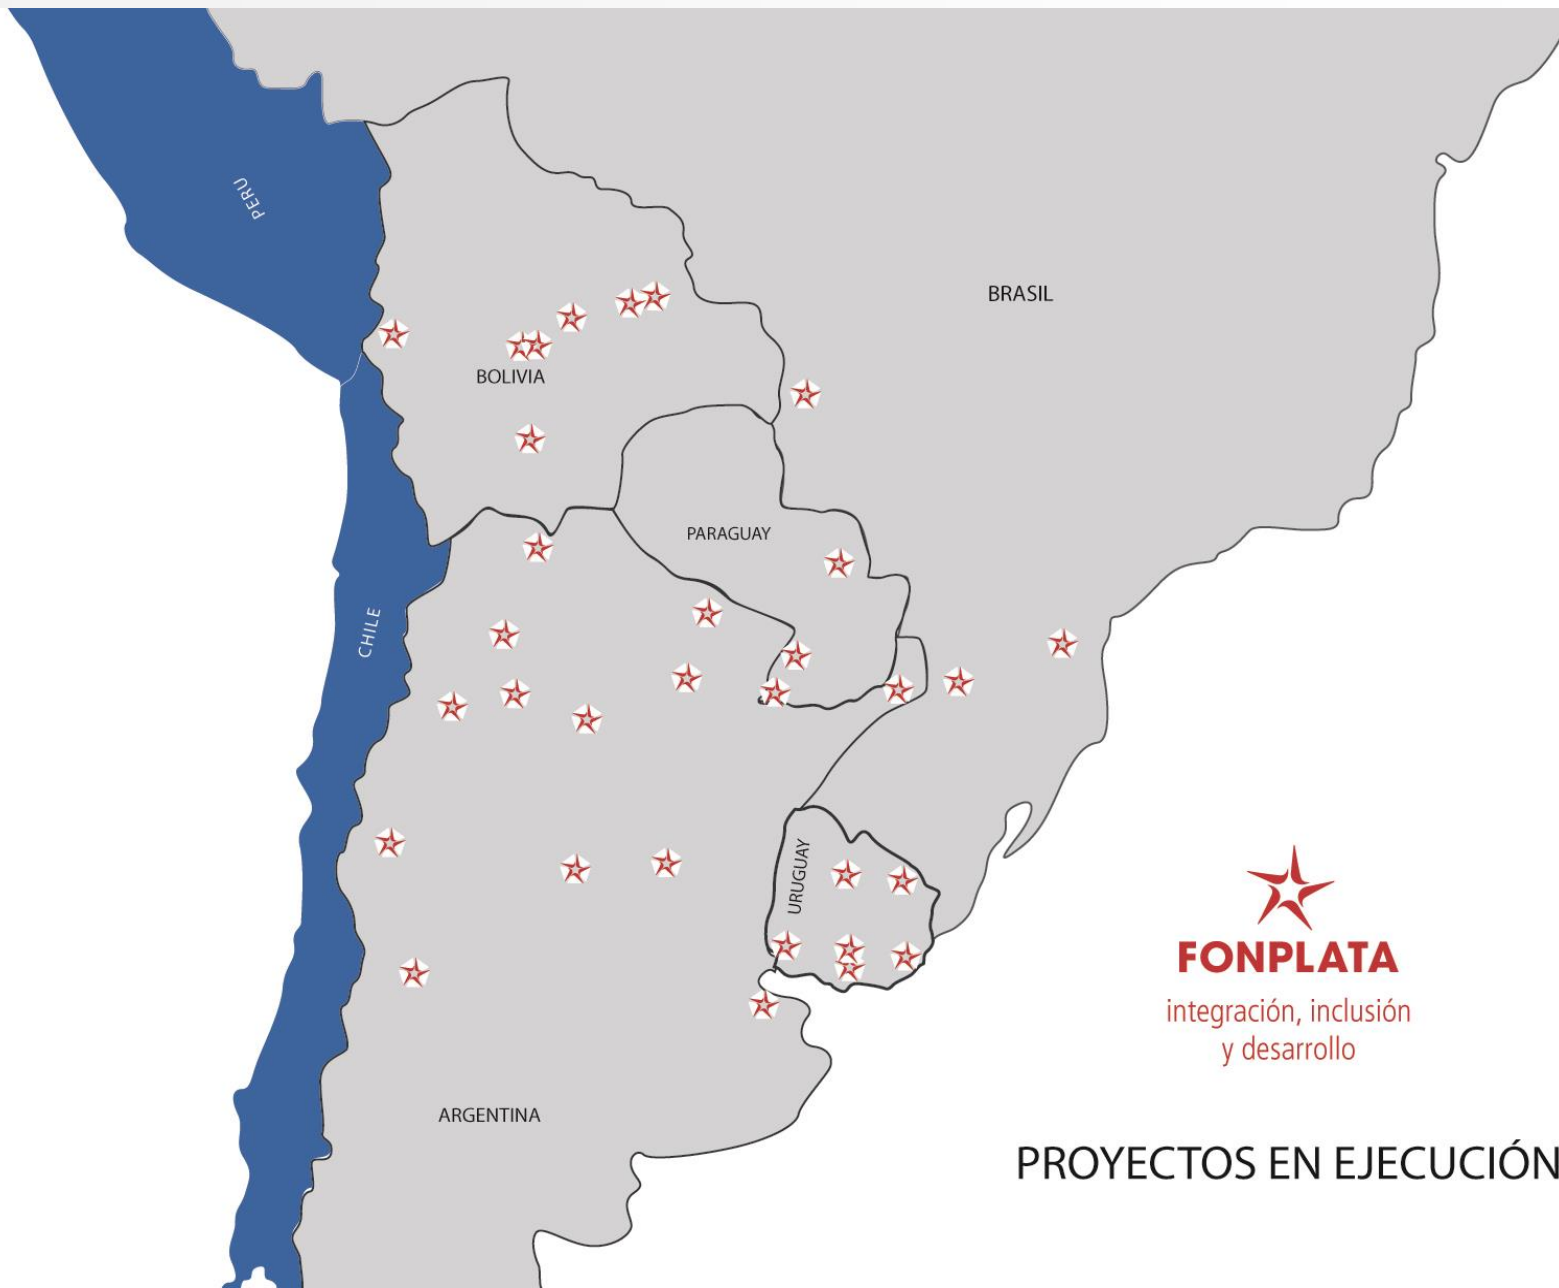 PERU
BRASIL
BOLIVIA
PARAGUAY
CHILE
URUGUAY
FONPLATA
integración, inclusión
y desarrollo
ARGENTINA
PROYECTOS EN EJECUCIÓN